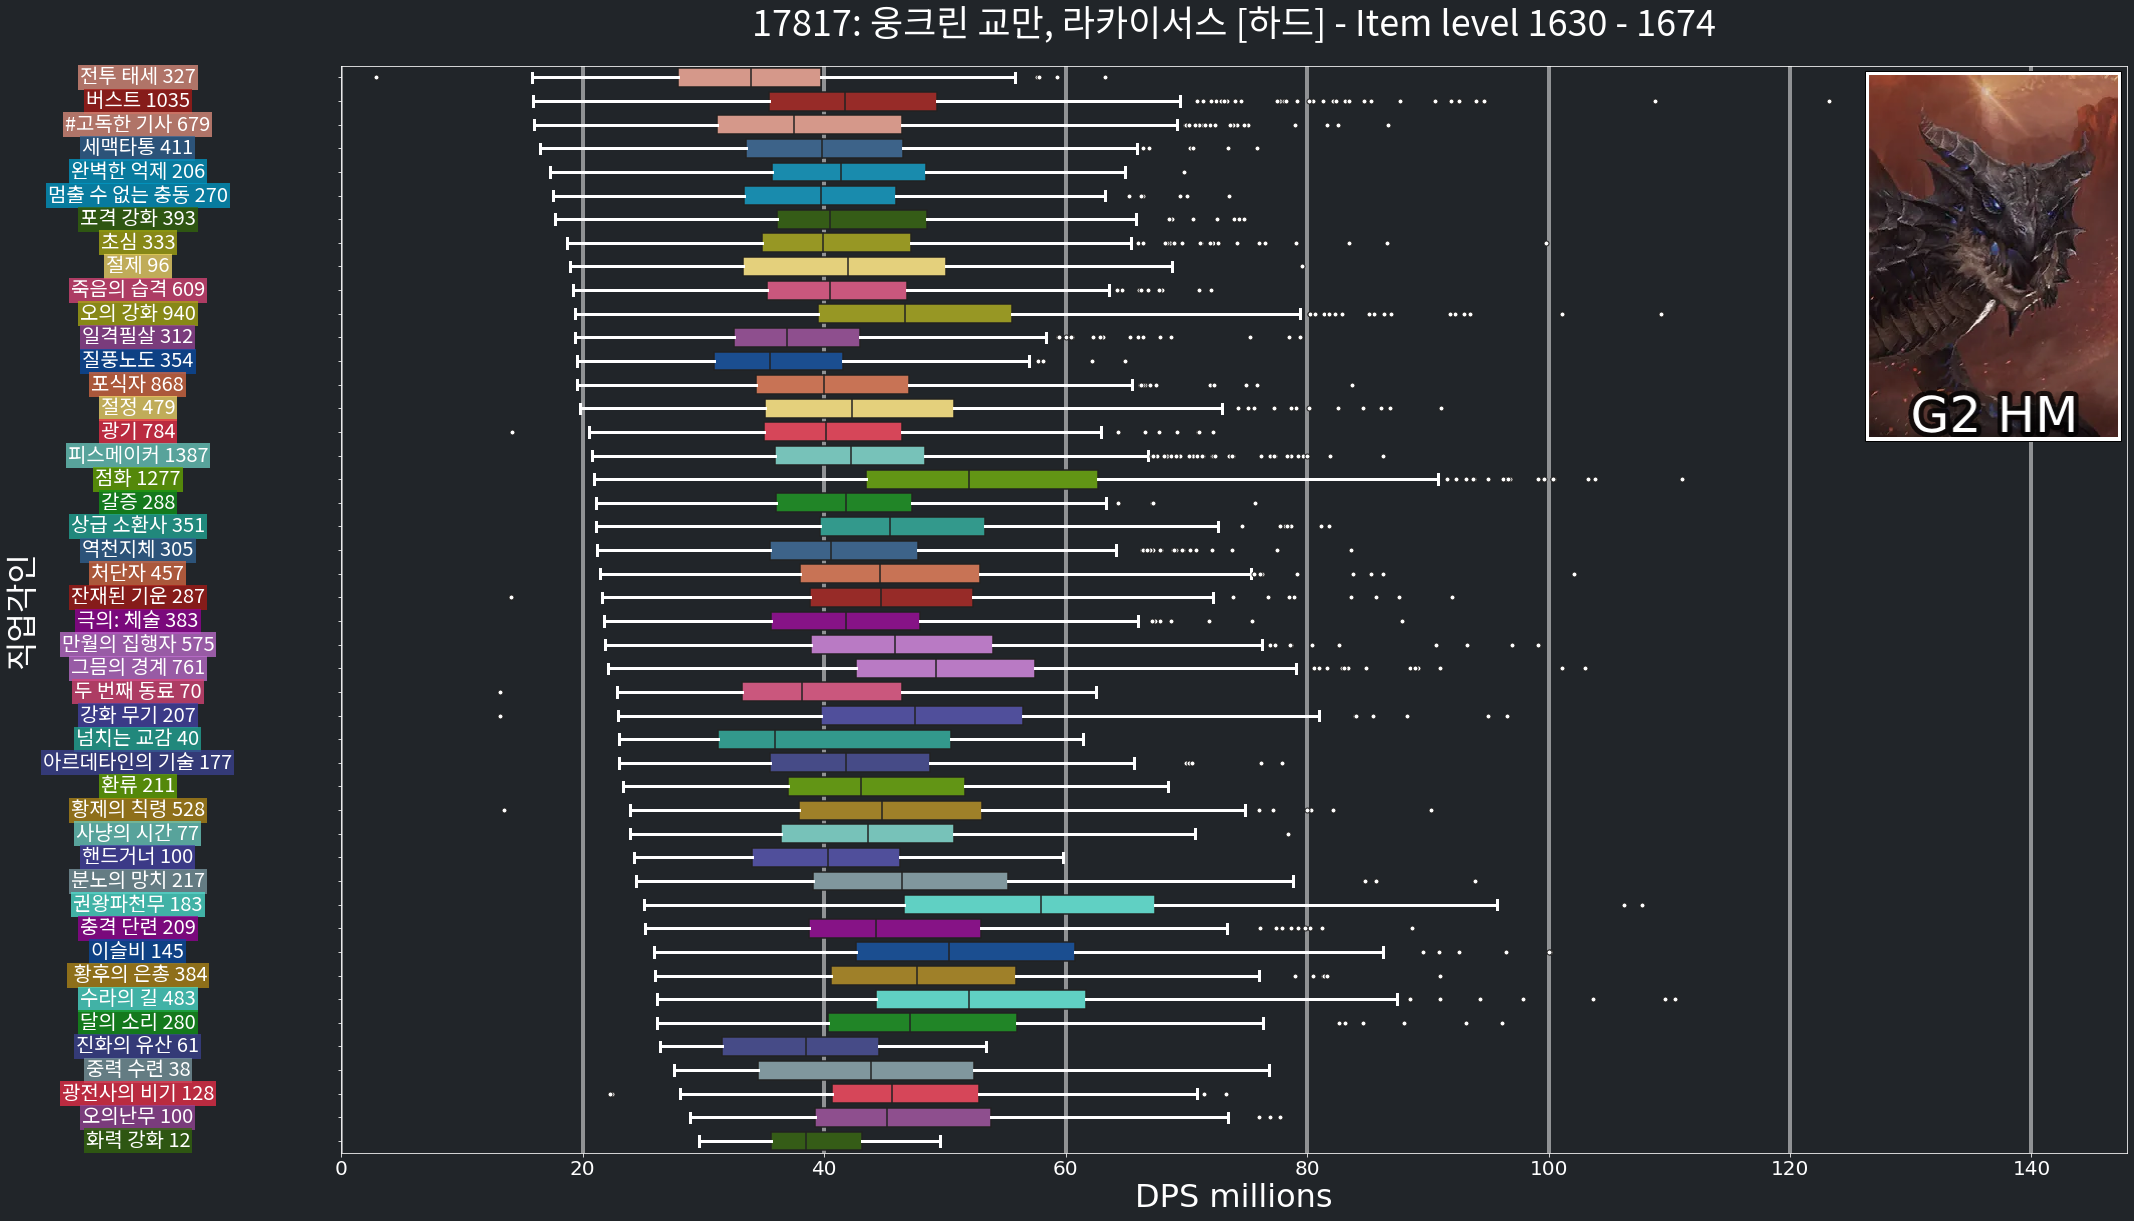 17817: 웅크린 교만, 라카이서스 [하드] - Item level 1630 - 1674
전투 태세 327
버스트 1035
#고독한 기사 679
세맥타통 411
완벽한 억제 206
멈출 수 없는 충동 270
포격 강화 393
초심 333
절제 96
죽음의 습격 609
오의 강화 940
일격필살 312
질풍노도 354
포식자 868
절정 479
광기 784
피스메이커 1387
점화 1277
갈증 288
상급 소환사 351
역천지체 305
처단자 457
잔재된 기운 287
극의: 체술 383
만월의 집행자 575
그믐의 경계 761
두 번째 동료 70
강화 무기 207
넘치는 교감 40
아르데타인의 기술 177
환류 211
황제의 칙령 528
사냥의 시간 77
핸드거너 100
분노의 망치 217
권왕파천무 183
충격 단련 209
이슬비 145
황후의 은총 384
수라의 길 483
달의 소리 280
진화의 유산 61
중력 수련 38
광전사의 비기 128
오의난무 100
화력 강화 12
직업각인
G2 HM
0 20 40 60 80 100 120 140
DPS millions